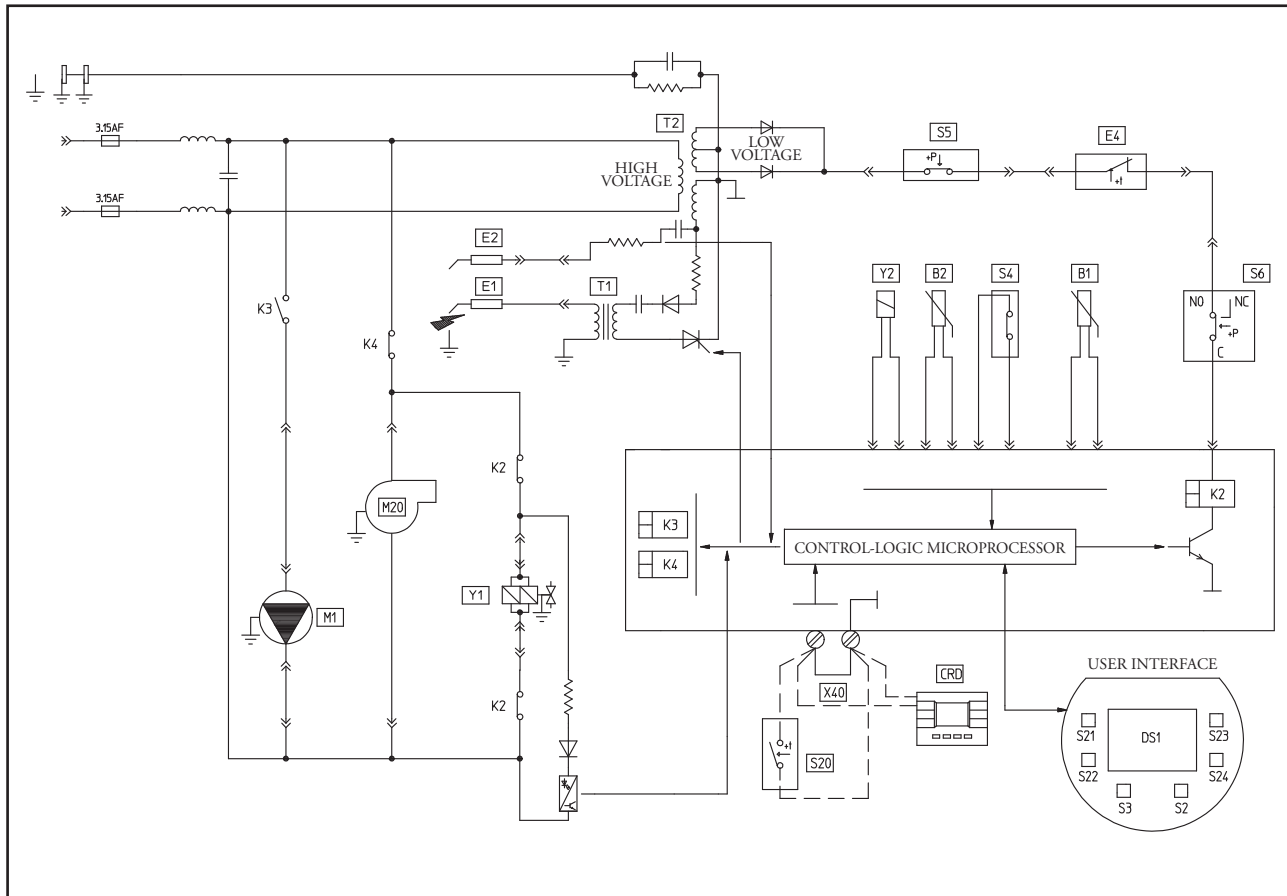 3.15AF
T2
LOW
VOLTAGE
S5
+P
E4
+t
HIGH
VOLTAGE
3.15AF
E2
E1
T1
Y2
B2
S4
B1
S6
NO
NC
+P
C
K3
K4
K2
M20
K2
K3
K4
CONTROL-LOGIC MICROPROCESSOR
Y1
M1
USER INTERFACE
CRD
X40
K2
S20
+t
S21
DS1
S23
S22
S24
S3
S2